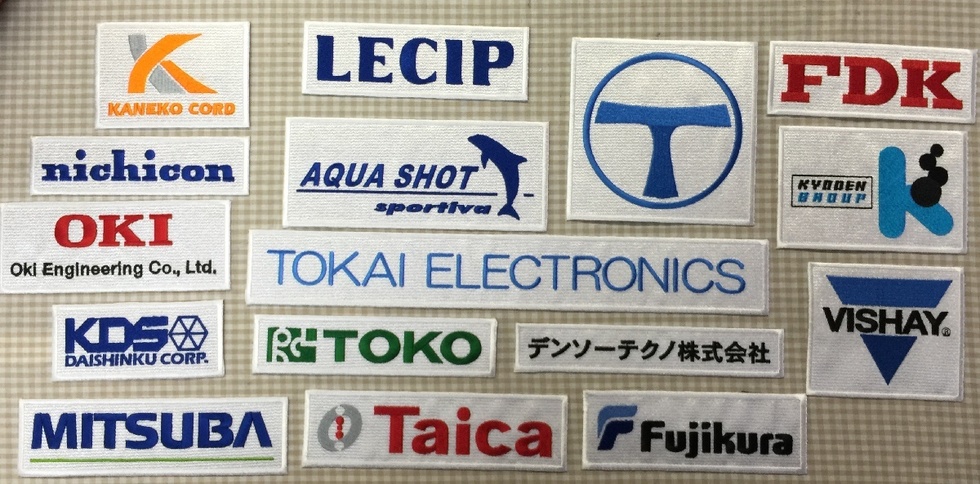 KANEKO CORD
LECIP
FDK
nichicon
AQUA SHOT
sportiva
KYODEN
GROUP
OKI
Oki Engineering Co., Ltd.
TOKAI ELECTRONICS
VISHAY®
KDS
DAISHINKU CORP.
TOKO
デンソーテクノ株式会社
MITSUBA
Taica
Fujikura